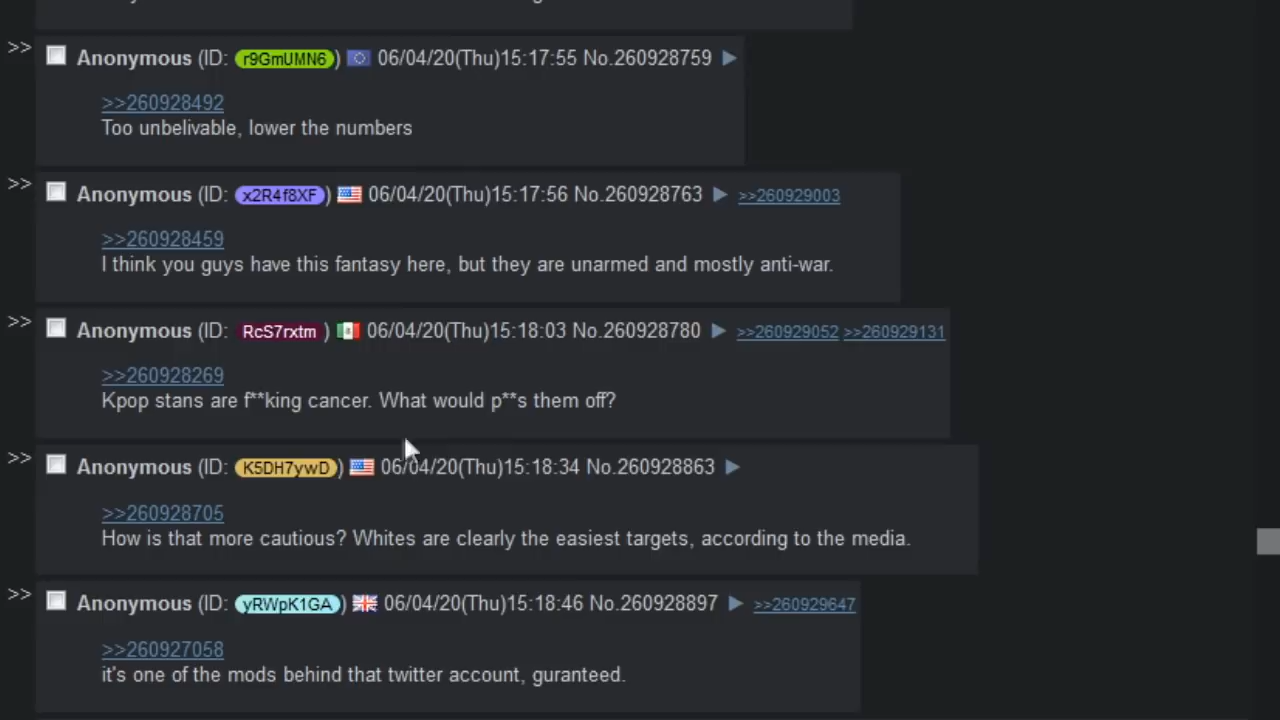 >> Anonymous (ID: r9GmUMN6) 06/04/20(Thu)15:17:55 No.260928759 ▶
>>260928492
Too unbelivable, lower the numbers
>> Anonymous (ID: x2R4f8XF) 06/04/20(Thu)15:17:56 No.260928763 ▶ >>260929003
>>260928459
I think you guys have this fantasy here, but they are unarmed and mostly anti-war.
>> Anonymous (ID: RcS7rxtm) 06/04/20(Thu)15:18:03 No.260928780 ▶ >>260929052 >>260929131
>>260928269
Kpop stans are f**king cancer. What would p**s them off?
>> Anonymous (ID: K5DH7ywD) 06/04/20(Thu)15:18:34 No.260928863 ▶
>>260928705
How is that more cautious? Whites are clearly the easiest targets, according to the media.
>> Anonymous (ID: yRWpK1GA) 06/04/20(Thu)15:18:46 No.260928897 ▶ >>260929647
>>260927058
it's one of the mods behind that twitter account, guranteed.